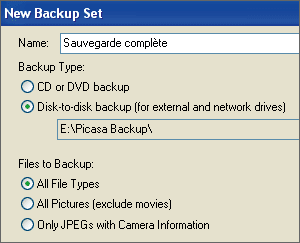 New Backup Set
Name: Sauvegarde complète
Backup Type:
CD or DVD backup
Disk-to-disk backup (for external and network drives)
E:\Picasa Backup\
Files to Backup:
All File Types
All Pictures (exclude movies)
Only JPEGs with Camera Information